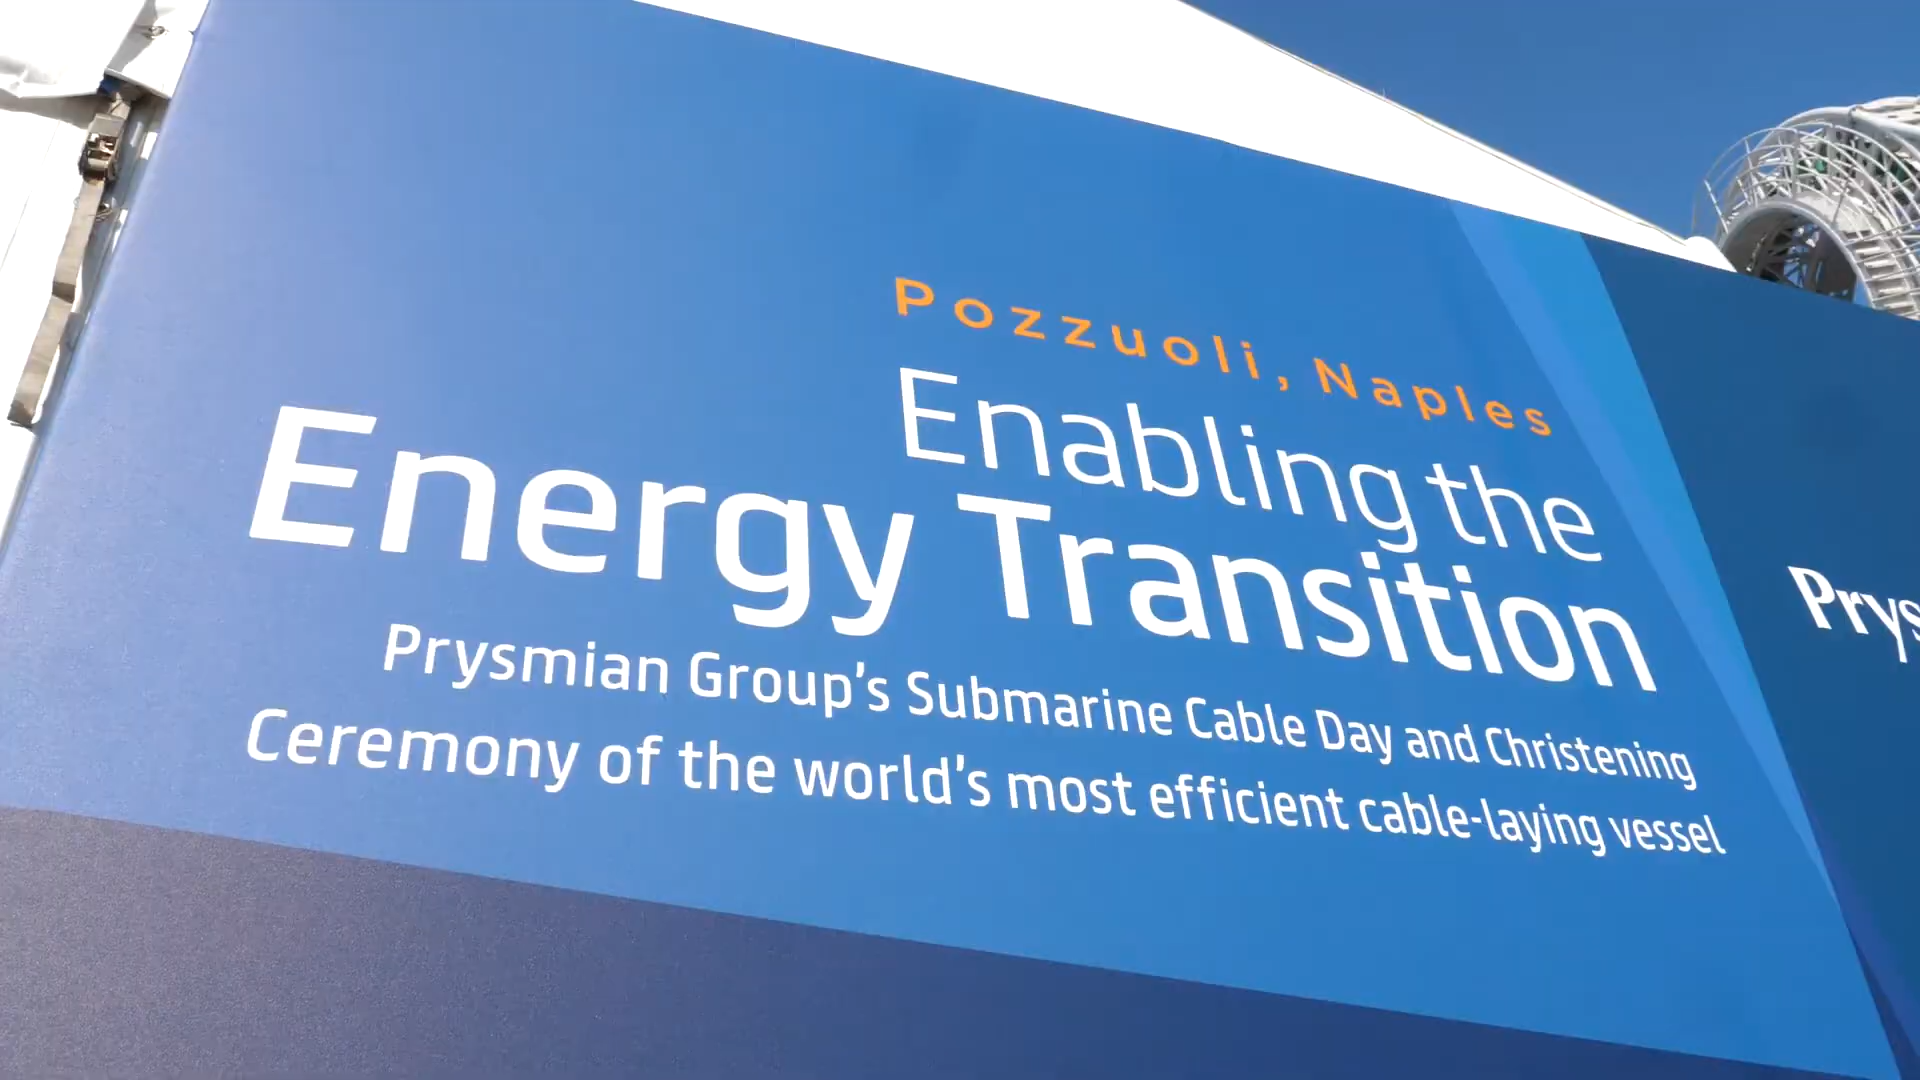 Pozzuoli, Naples
Enabling the
Energy Transition
Prysmian Group's Submarine Cable Day and Christening
Ceremony of the world's most efficient cable-laying vessel
Prys